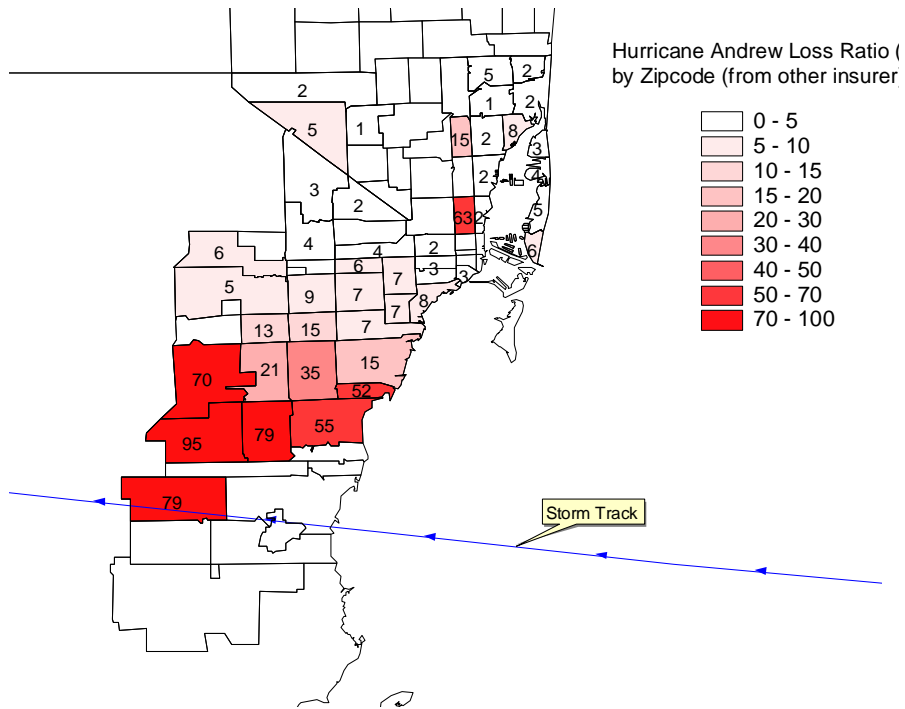 Hurricane Andrew Loss Ratio (
by Zipcode (from other insurer)
0 - 5
5 - 10
10 - 15
15 - 20
20 - 30
30 - 40
40 - 50
50 - 70
70 - 100
5 2
2
1 2
5 1 15 2 8
3
2 4
3
2 63 2 5
4 4 2 6
6 6 7 3 3
5 9 7 7 8
13 15 7
70 21 35 15
52
95 79 55
79
Storm Track